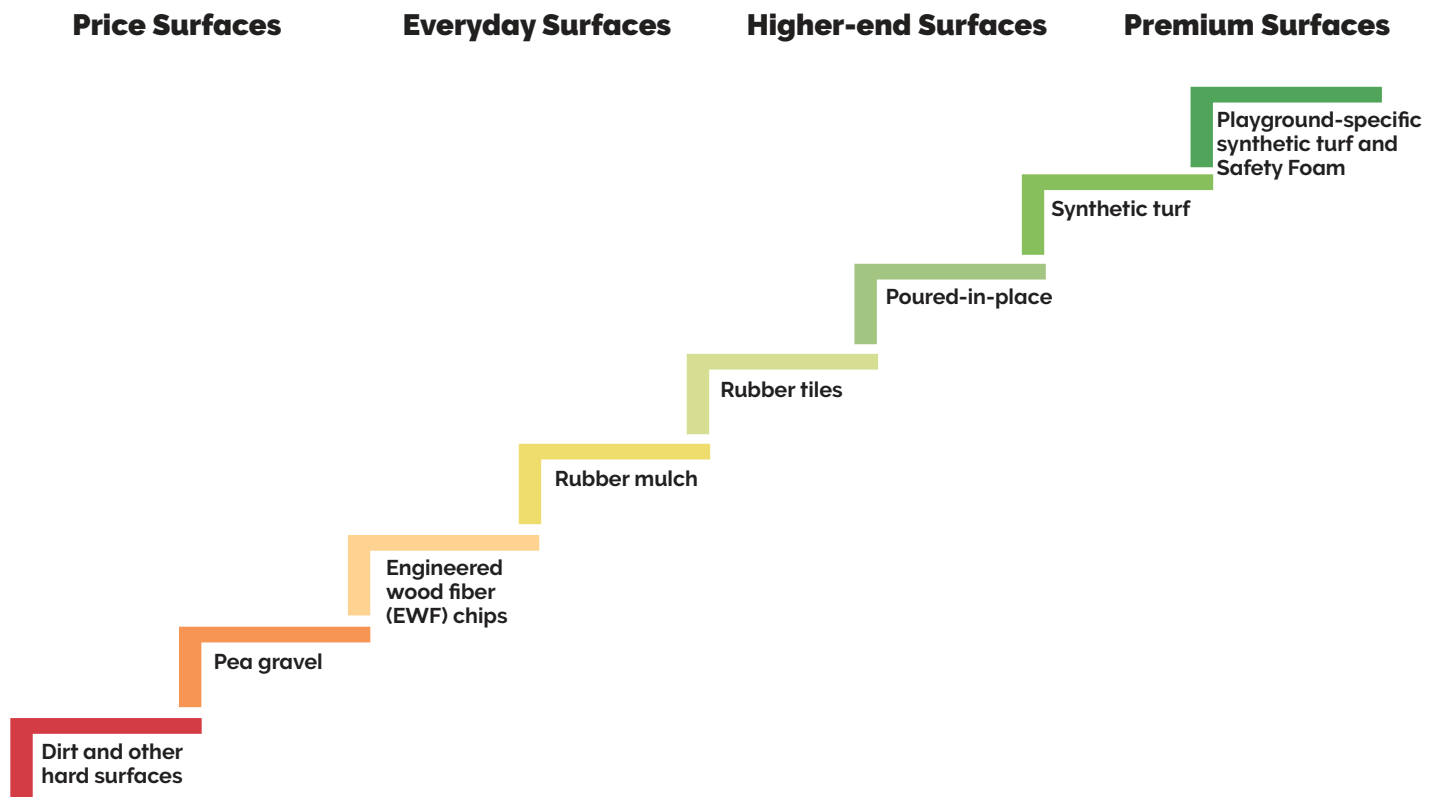 Price Surfaces
Everyday Surfaces
Higher-end Surfaces
Premium Surfaces
Playground-specific
synthetic turf and
Safety Foam
Synthetic turf
Poured-in-place
Rubber tiles
Rubber mulch
Engineered
wood fiber
(EWF) chips
Pea gravel
Dirt and other
hard surfaces